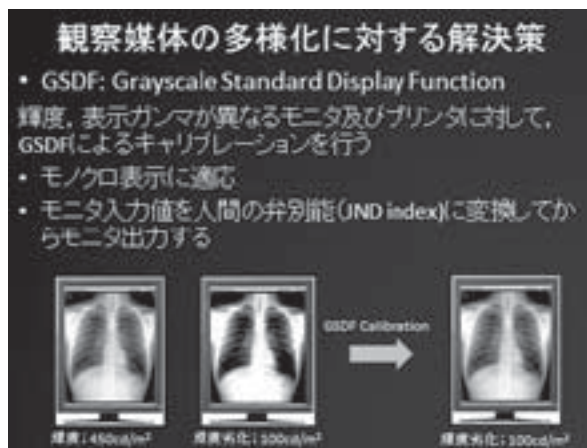 観察媒体の多様化に対する解決策
• GSDF: Grayscale Standard Display Function
輝度，表示ガンマが異なるモニタ及びプリンタに対して，
GSDFによるキャリブレーションを行う
• モノクロ表示に適応
• モニタ入力値を人間の弁別能(JND index)に変換してか
らモニタ出力する
GSDF Calibration
輝度：450cd/m²
輝度劣化：100cd/m²
輝度劣化：100cd/m²